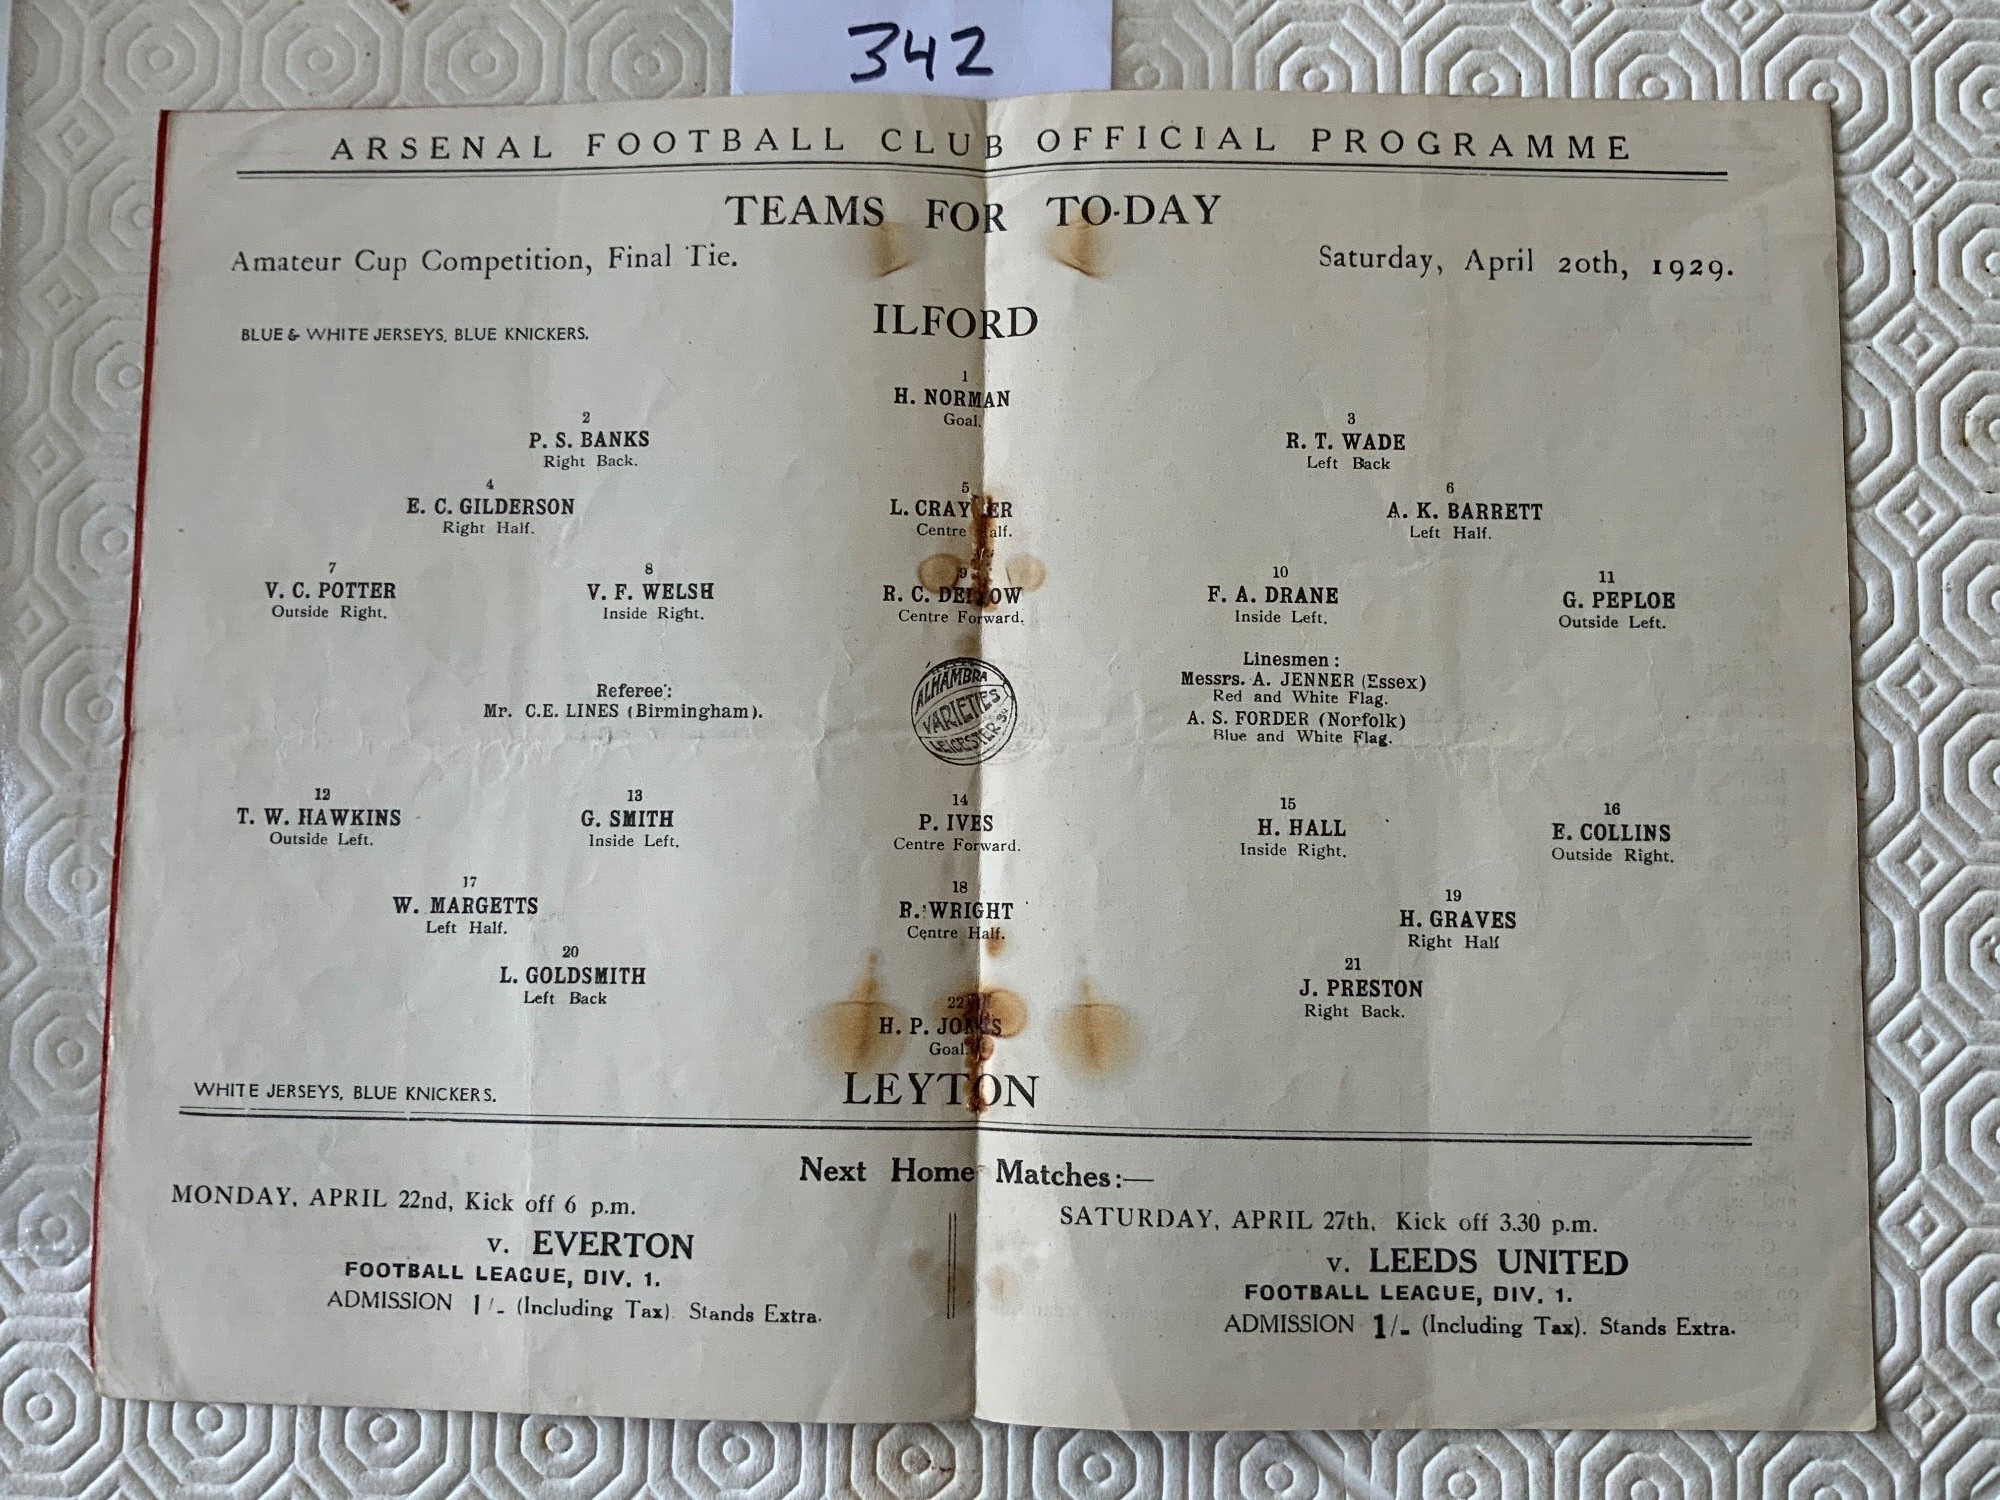 342
ARSENAL FOOTBALL CLUB OFFICIAL PROGRAMME
TEAMS FOR TO-DAY
Amateur Cup Competition, Final Tie.
Saturday, April 20th, 1929.
ILFORD
BLUE & WHITE JERSEYS, BLUE KNICKERS.
1
H. NORMAN
Goal.
2
P. S. BANKS
Right Back.
3
R. T. WADE
Left Back
4
E. C. GILDERSON
Right Half.
5
L.
Centre Half.
6
A. K. BARRETT
Left Half.
7
V. C. POTTER
Outside Right.
8
V. F. WELSH
Inside Right.
9
R. C.
Centre Forward.
10
F. A. DRANE
Inside Left.
11
G. PEPLOE
Outside Left.
Referee:
Mr. C.E. LINES (Birmingham).
ALHAMBRA
VARIETIES
LEICESTER SQ
Linesmen:
Messrs. A. JENNER (Essex)
Red and White Flag.
A. S. FORDER (Norfolk)
Blue and White Flag.
12
T. W. HAWKINS
Outside Left.
13
G. SMITH
Inside Left.
14
P. IVES
Centre Forward.
15
H. HALL
Inside Right.
16
E. COLLINS
Outside Right.
17
W. MARGETTS
Left Half.
18
R. WRIGHT
Centre Half.
19
H. GRAVES
Right Half
20
L. GOLDSMITH
Left Back
21
J. PRESTON
Right Back.
22
H. P. JONES
Goal.
WHITE JERSEYS, BLUE KNICKERS.
LEYTON
Next Home Matches:—
MONDAY, APRIL 22nd, Kick off 6 p.m.
v. EVERTON
FOOTBALL LEAGUE, DIV. 1.
ADMISSION 1/- (Including Tax). Stands Extra.
SATURDAY, APRIL 27th, Kick off 3.30 p.m.
v. LEEDS UNITED
FOOTBALL LEAGUE, DIV. 1.
ADMISSION 1/- (Including Tax). Stands Extra.